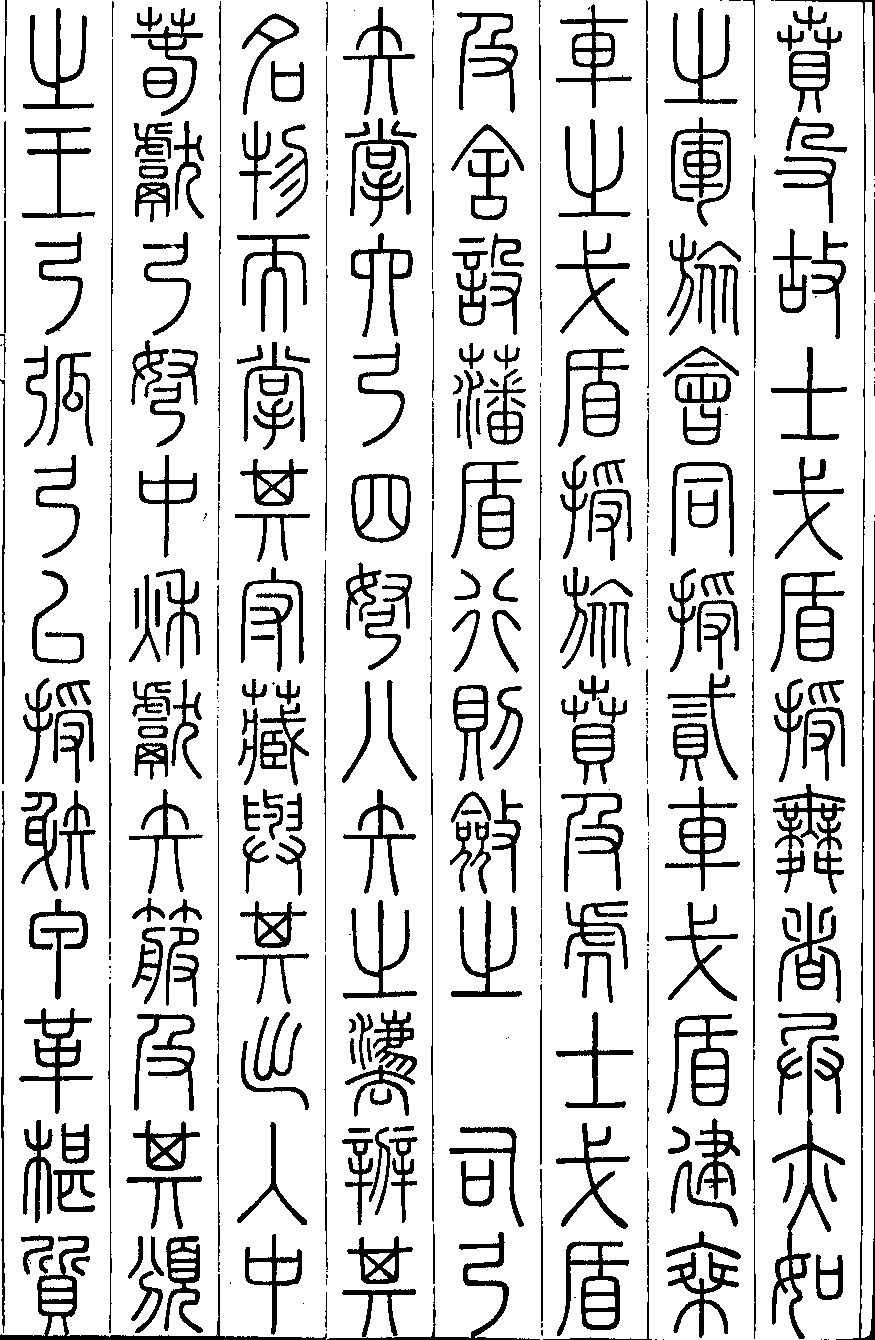 賁殳故士戈盾授舞者兵亦如
之軍旅會同授貳車戈盾建乘
車之戈盾授旅賁及虎士戈盾
及舍設藩盾行則斂之　司弓
矢掌六弓四弩八矢之灋辨其
名物而掌其守藏與其出入中
春獻弓弩中秋獻矢箙及其頒
之王弓弧弓以授射甲革椹質